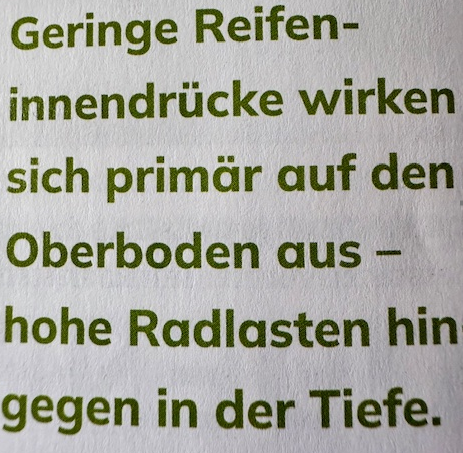 Geringe Reifen-
innendrücke wirken
sich primär auf den
Oberboden aus –
hohe Radlasten hin
gegen in der Tiefe.